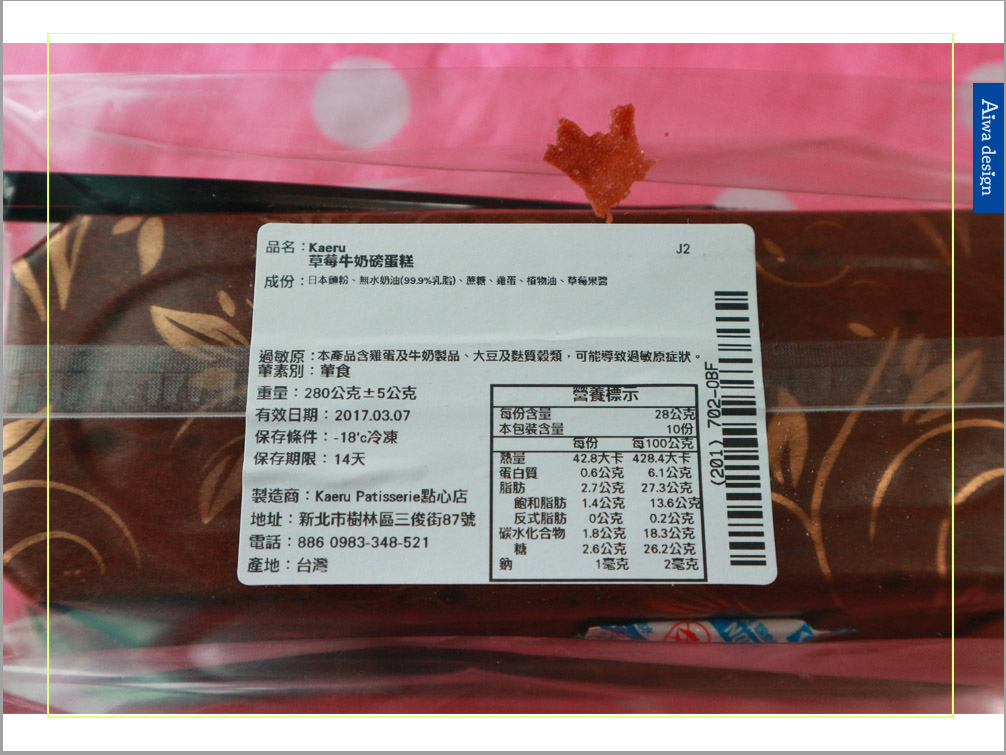 Aiwa design
品名：Kaeru
草莓牛奶磅蛋糕
J2
成份：日本麵粉、無水奶油(99.9%乳脂)、蔗糖、雞蛋、植物油、草莓果醬
過敏原：本產品含雞蛋及牛奶製品、大豆及麩質穀類，可能導致過敏原症狀。
葷素別：葷食
重量：280公克±5公克
有效日期：2017.03.07
保存條件：-18°c冷凍
保存期限：14天
製造商：Kaeru Patisserie點心店
地址：新北市樹林區三俊街87號
電話：886 0983-348-521
產地：台灣
營養標示
每份含量 28公克
本包裝含量 10份
每份 每100公克
熱量 42.8大卡 428.4大卡
蛋白質 0.6公克 6.1公克
脂肪 2.7公克 27.3公克
飽和脂肪 1.4公克 13.6公克
反式脂肪 0公克 0.2公克
碳水化合物 1.8公克 18.3公克
糖 2.6公克 26.2公克
鈉 1毫克 2毫克
(201) 702-0BF